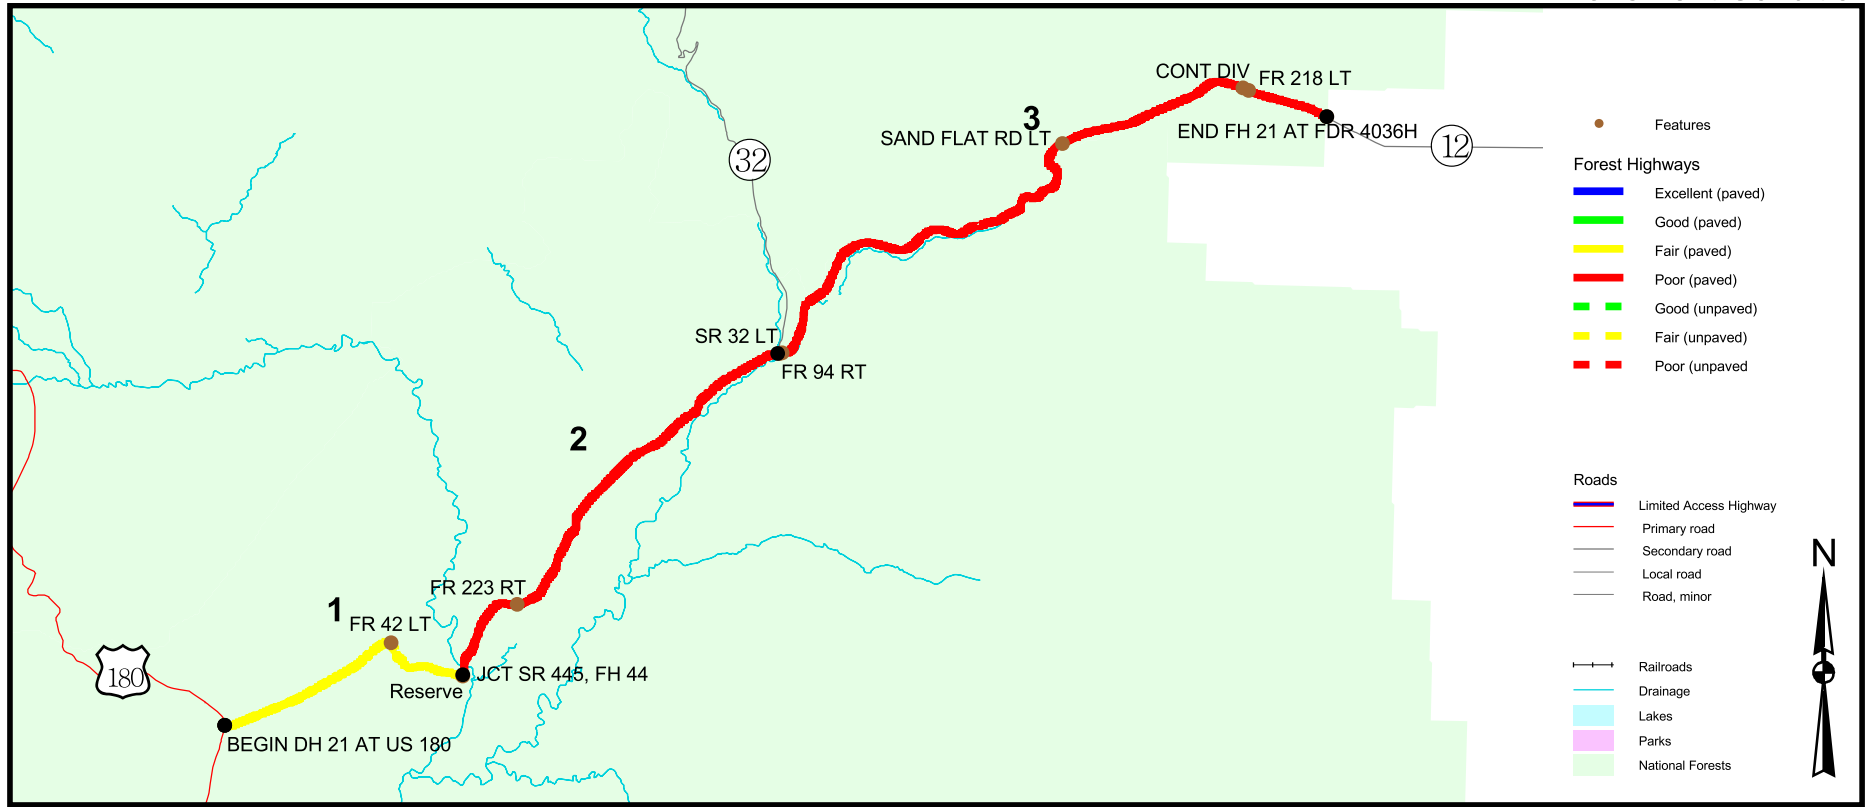 CONT DIV
FR 218 LT
3
SAND FLAT RD LT
END FH 21 AT FDR 4036H
12
32
SR 32 LT
FR 94 RT
2
FR 223 RT
1
FR 42 LT
JCT SR 445, FH 44
Reserve
180
BEGIN DH 21 AT US 180
Features
Forest Highways
Excellent (paved)
Good (paved)
Fair (paved)
Poor (paved)
Good (unpaved)
Fair (unpaved)
Poor (unpaved
Roads
Limited Access Highway
Primary road
Secondary road
Local road
Road, minor
N
Railroads
Drainage
Lakes
Parks
National Forests